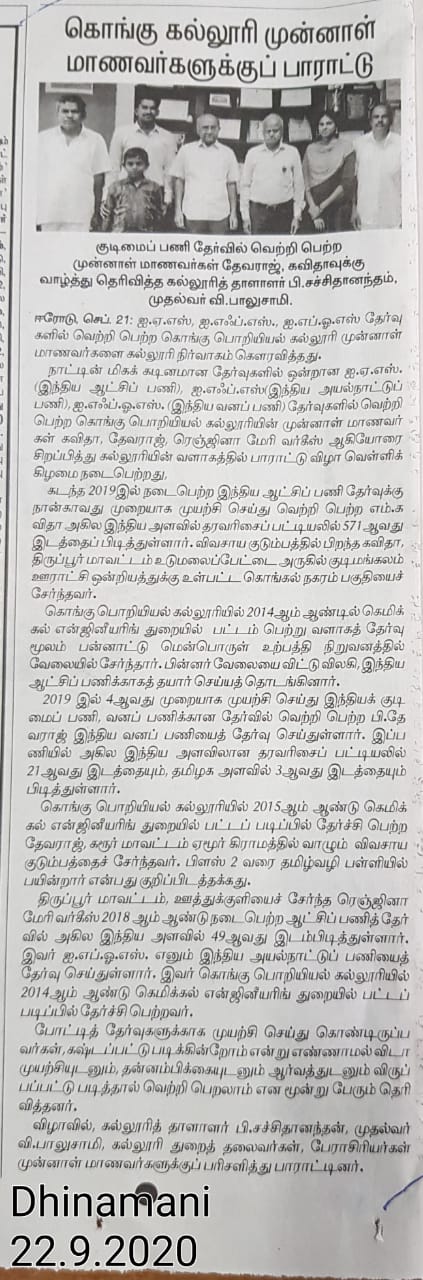 கொங்கு கல்லூரி முன்னாள்
மாணவர்களுக்குப் பாராட்டு
குடிமைப் பணி தேர்வில் வெற்றி பெற்ற
முன்னாள் மாணவர்கள் தேவராஜ், கவிதாவுக்கு
வாழ்த்து தெரிவித்த கல்லூரித் தாளாளர் பி.சச்சிதானந்தம்,
முதல்வர் வி.பாலுசாமி.
ஈரோடு, செப். 21: ஐ.ஏ.எஸ், ஐ.எஃப்.எஸ்., ஐ.எப்.ஓ.எஸ் தேர்வு
களில் வெற்றி பெற்ற கொங்கு பொறியியல் கல்லூரி முன்னாள்
மாணவர்களை கல்லூரி நிர்வாகம் கௌரவித்தது.
நாட்டின் மிகக் கடினமான தேர்வுகளில் ஒன்றான ஐ.ஏ.எஸ்.
(இந்திய ஆட்சிப் பணி), ஐ.எஃப்.எஸ்(இந்திய அயல்நாட்டுப்
பணி), ஐ.எஃப்.ஓ.எஸ். (இந்திய வனப் பணி) தேர்வுகளில் வெற்றி
பெற்ற கொங்கு பொறியியல் கல்லூரியின் முன்னாள் மாணவர்
கள் கவிதா, தேவராஜ், ரெஞ்ஜினா மேரி வர்கீஸ் ஆகியோரை
சிறப்பித்து கல்லூரியின் வளாகத்தில் பாராட்டு விழா வெள்ளிக்
கிழமை நடைபெற்றது,
கடந்த 2019இல் நடைபெற்ற இந்திய ஆட்சிப் பணி தேர்வுக்கு
நான்காவது முறையாக முயற்சி செய்து வெற்றி பெற்ற எம்.க
விதா அகில இந்திய அளவில் தரவரிசைப் பட்டியலில் 571 ஆவது
இடத்தைப் பிடித்துள்ளார். விவசாய குடும்பத்தில் பிறந்த கவிதா,
திருப்பூர் மாவட்டம் உடுமலைப்பேட்டை அருகில் குடிமங்கலம்
ஊராட்சி ஒன்றியத்துக்கு உள்பட்ட கொங்கல் நகரம் பகுதியைச்
சேர்ந்தவர்.
கொங்கு பொறியியல் கல்லூரியில் 2014ஆம் ஆண்டில் கெமிக்
கல் என்ஜினீயரிங் துறையில் பட்டம் பெற்று வளாகத் தேர்வு
மூலம் பன்னாட்டு மென்பொருள் உற்பத்தி நிறுவனத்தில்
வேலையில் சேர்ந்தார். பின்னர் வேலையை விட்டு விலகி, இந்திய
ஆட்சிப் பணிக்காகத் தயார் செய்யத் தொடங்கினார்.
2019 இல் 4ஆவது முறையாக முயற்சி செய்து இந்தியக் குடி
மைப் பணி, வனப் பணிக்கான தேர்வில் வெற்றி பெற்ற பி.தே
வராஜ் இந்திய வனப் பணியைத் தேர்வு செய்துள்ளார். இப்ப
ணியில் அகில இந்திய அளவிலான தரவரிசைப் பட்டியலில்
21ஆவது இடத்தையும், தமிழக அளவில் 3ஆவது இடத்தையும்
பிடித்துள்ளார்.
கொங்கு பொறியியல் கல்லூரியில் 2015ஆம் ஆண்டு கெமிக்
கல் என்ஜினீயரிங் துறையில் பட்டப் படிப்பில் தேர்ச்சி பெற்ற
தேவராஜ், கரூர் மாவட்டம் ஏமூர் கிராமத்தில் வாழும் விவசாய
குடும்பத்தைச் சேர்ந்தவர். பிளஸ் 2 வரை தமிழ்வழி பள்ளியில்
பயின்றார் என்பது குறிப்பிடத்தக்கது.
திருப்பூர் மாவட்டம், ஊத்துக்குளியைச் சேர்ந்த ரெஞ்ஜினா
மேரி வர்கீஸ் 2018 ஆம் ஆண்டு நடைபெற்ற ஆட்சிப் பணித் தேர்
வில் அகில இந்திய அளவில் 49ஆவது இடம்பிடித்துள்ளார்.
இவர் ஐ.எப்.ஓ.எஸ். எனும் இந்திய அயல்நாட்டுப் பணியைத்
தேர்வு செய்துள்ளார். இவர் கொங்கு பொறியியல் கல்லூரியில்
2014ஆம் ஆண்டு கெமிக்கல் என்ஜினீயரிங் துறையில் பட்டப்
படிப்பில் தேர்ச்சி பெற்றவர்.
போட்டித் தேர்வுகளுக்காக முயற்சி செய்து கொண்டிருப்ப
வர்கள், கஷ்டப்பட்டு படிக்கின்றோம் என்று எண்ணாமல் விடா
முயற்சியுடனும், தன்னம்பிக்கையுடனும் ஆர்வத்துடனும் விருப்
பப்பட்டு படித்தால் வெற்றி பெறலாம் என மூன்று பேரும் தெரி
வித்தனர்.
விழாவில், கல்லூரித் தாளாளர் பி.சச்சிதானந்தன், முதல்வர்
வி.பாலுசாமி, கல்லூரி துறைத் தலைவர்கள், பேராசிரியர்கள்
முன்னாள் மாணவர்களுக்குப் பரிசளித்து பாராட்டினர்.
Dhinamani
22.9.2020